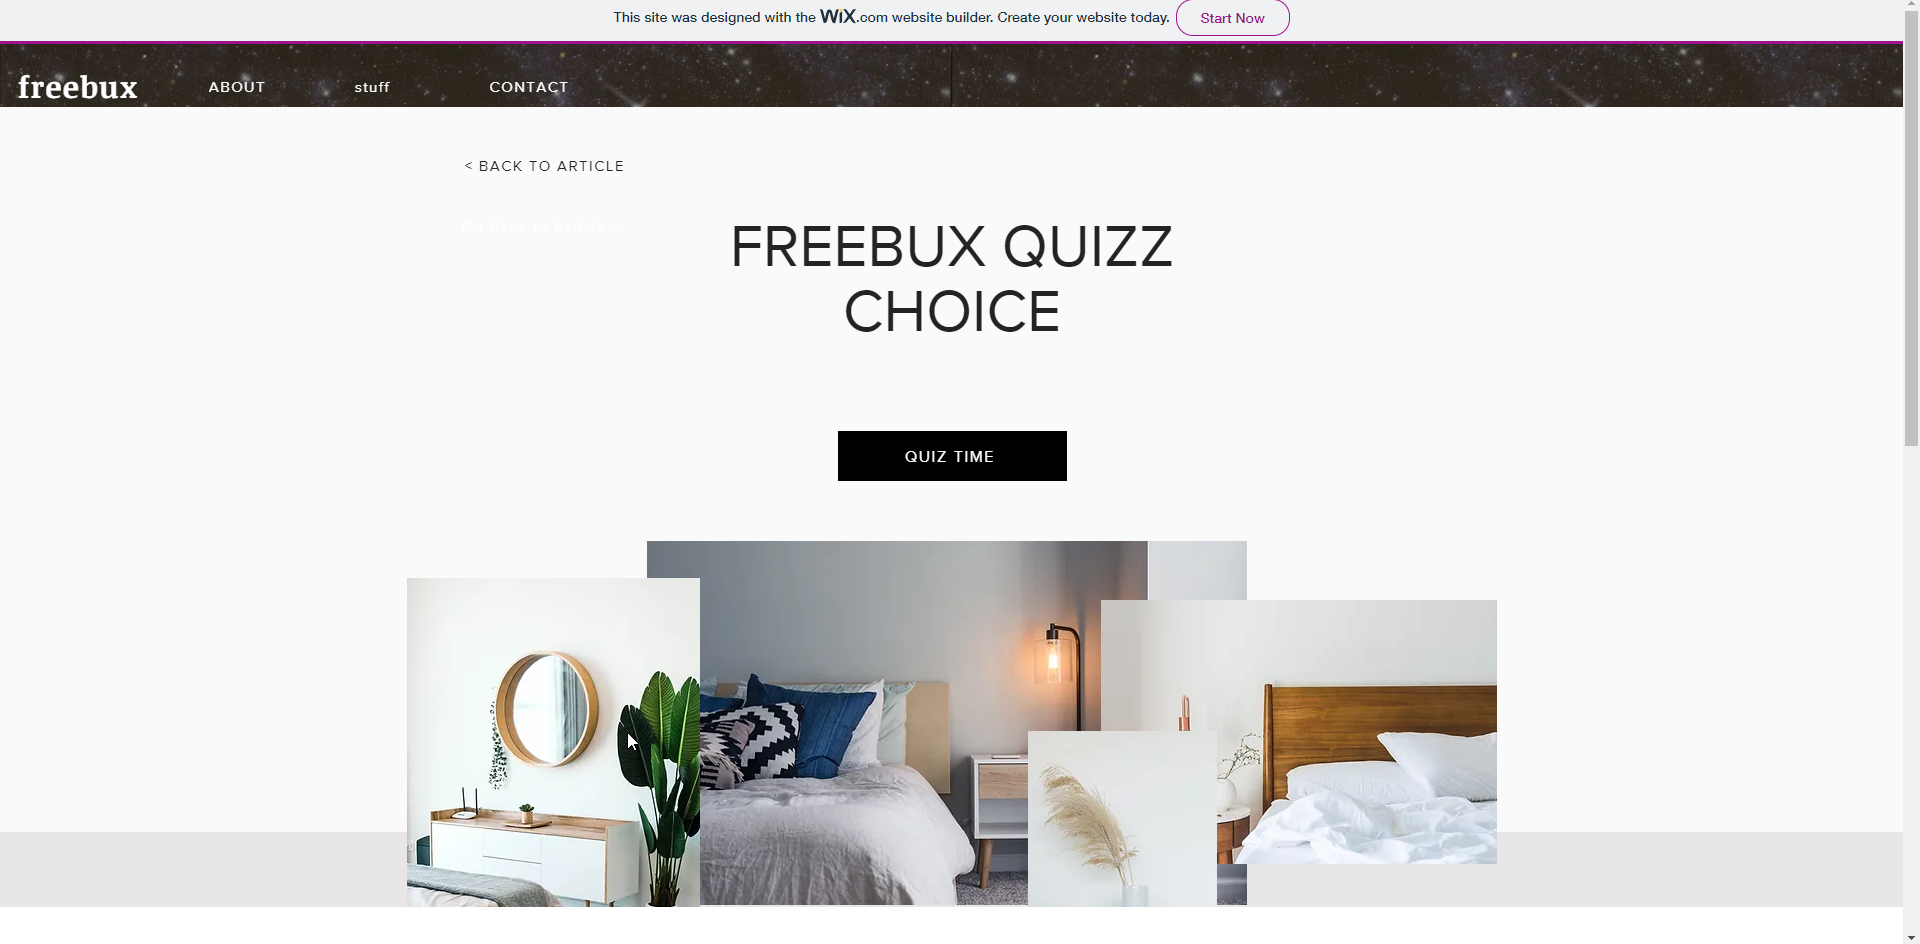 This site was designed with the WiX.com website builder. Create your website today. Start Now
freebux ABOUT stuff CONTACT
< BACK TO ARTICLE
Go Back to Article >
FREEBUX QUIZZ
CHOICE
QUIZ TIME